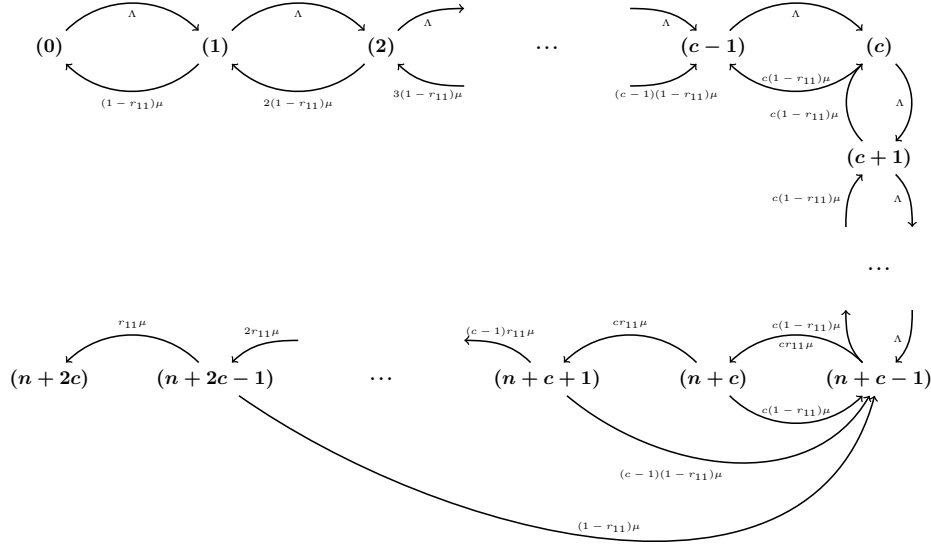 Λ Λ Λ Λ Λ
(0) (1) (2) ... (c − 1) (c)
(1 − r₁₁)μ 2(1 − r₁₁)μ 3(1 − r₁₁)μ (c − 1)(1 − r₁₁)μ c(1 − r₁₁)μ
c(1 − r₁₁)μ Λ
(c + 1)
c(1 − r₁₁)μ Λ
...
r₁₁μ 2r₁₁μ (c − 1)r₁₁μ cr₁₁μ c(1 − r₁₁)μ Λ
cr₁₁μ
(n + 2c) (n + 2c − 1) ... (n + c + 1) (n + c) (n + c − 1)
c(1 − r₁₁)μ
(c − 1)(1 − r₁₁)μ
(1 − r₁₁)μ